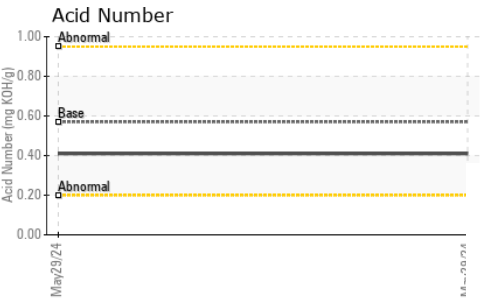 Acid Number
1.00
Abnormal
0.80
0.60
Base
0.40
Abnormal
0.20
0.00
Acid Number (mg KOH/g)
May29/24